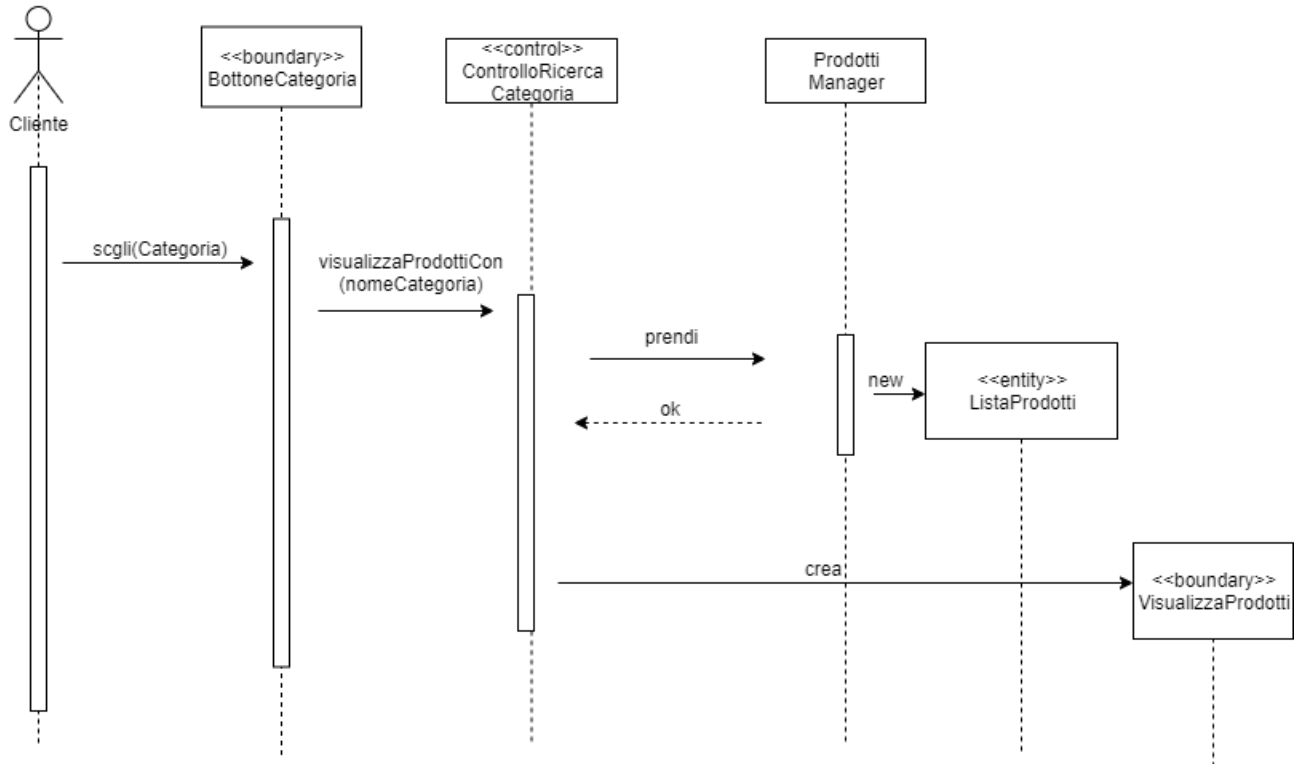 Cliente
<<boundary>>
BottoneCategoria
<<control>>
ControlloRicerca
Categoria
Prodotti
Manager
scgli(Categoria)
visualizzaProdottiCon
(nomeCategoria)
prendi
new
<<entity>>
ListaProdotti
ok
crea
<<boundary>>
VisualizzaProdotti